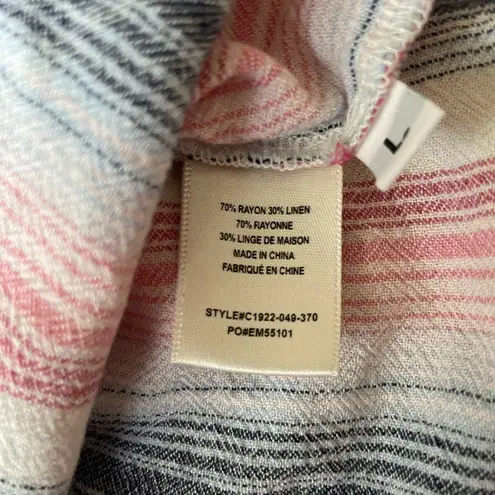 L
70% RAYON 30% LINEN
70% RAYONNE
30% LINGE DE MAISON
MADE IN CHINA
FABRIQUÉ EN CHINE
STYLE#C1922-049-370
PO#EM55101